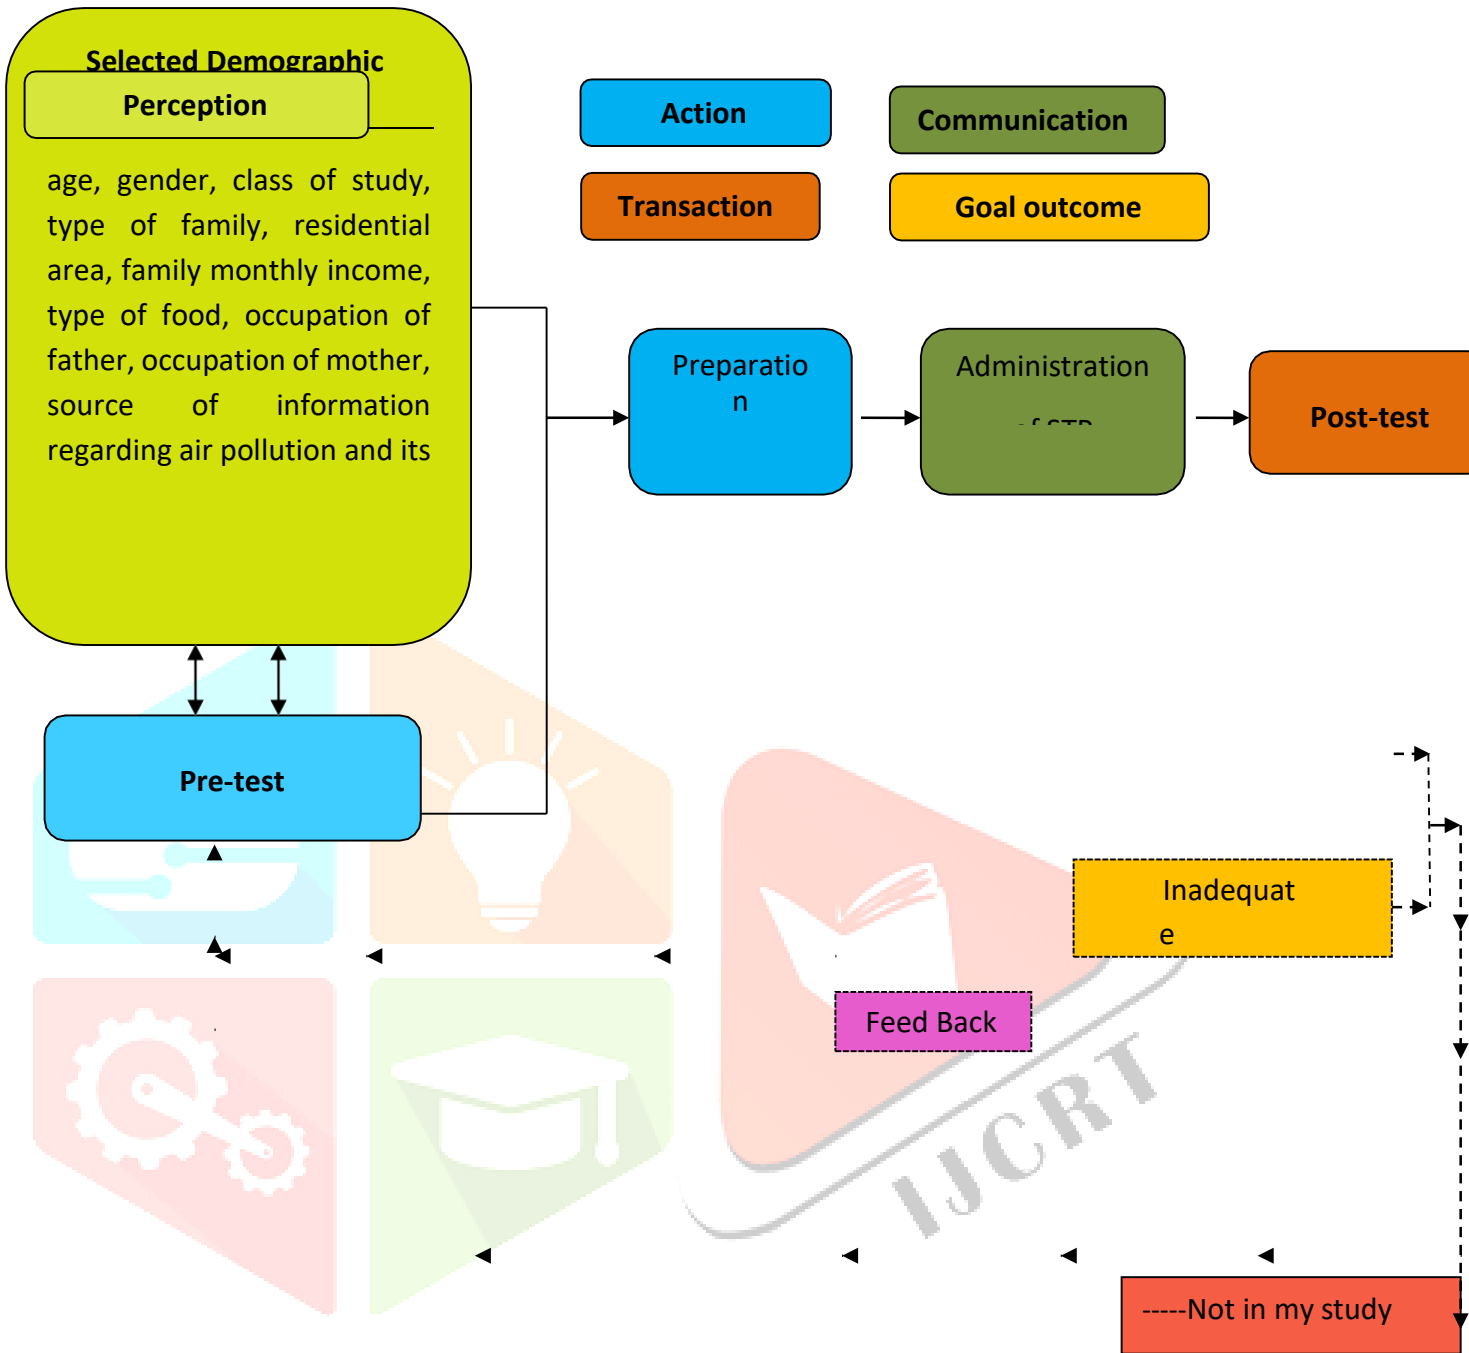 Selected Demographic
Perception
age, gender, class of study,
type of family, residential
area, family monthly income,
type of food, occupation of
father, occupation of mother,
source of information
regarding air pollution and its
Action
Communication
Transaction
Goal outcome
Preparatio
n
Administration
of STP
Post-test
Pre-test
Inadequat
e
Feed Back
-----Not in my study
IJCRT